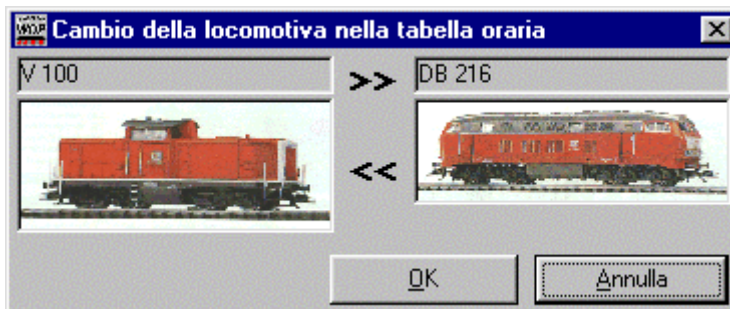 Cambio della locomotiva nella tabella oraria
V 100
>>
DB 216
<<
OK
Annulla